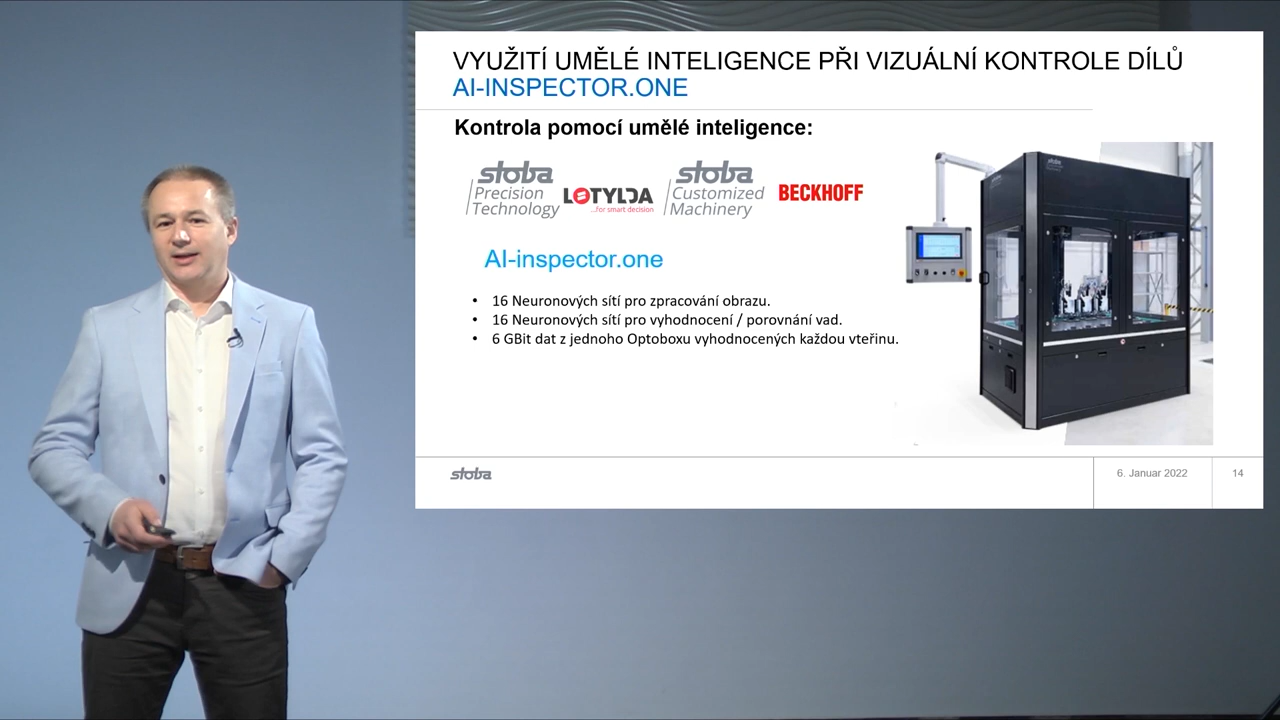 VYUŽITÍ UMĚLÉ INTELIGENCE PŘI VIZUÁLNÍ KONTROLE DÍLŮ
AI-INSPECTOR.ONE
Kontrola pomocí umělé inteligence:
stoba
Precision
Technology
LOTYLDA
...for smart decision
stoba
Customized
Machinery
BECKHOFF
AI-inspector.one
• 16 Neuronových sítí pro zpracování obrazu.
• 16 Neuronových sítí pro vyhodnocení / porovnání vad.
• 6 GBit dat z jednoho Optoboxu vyhodnocených každou vteřinu.
stoba
stoba
6. Januar 2022
14